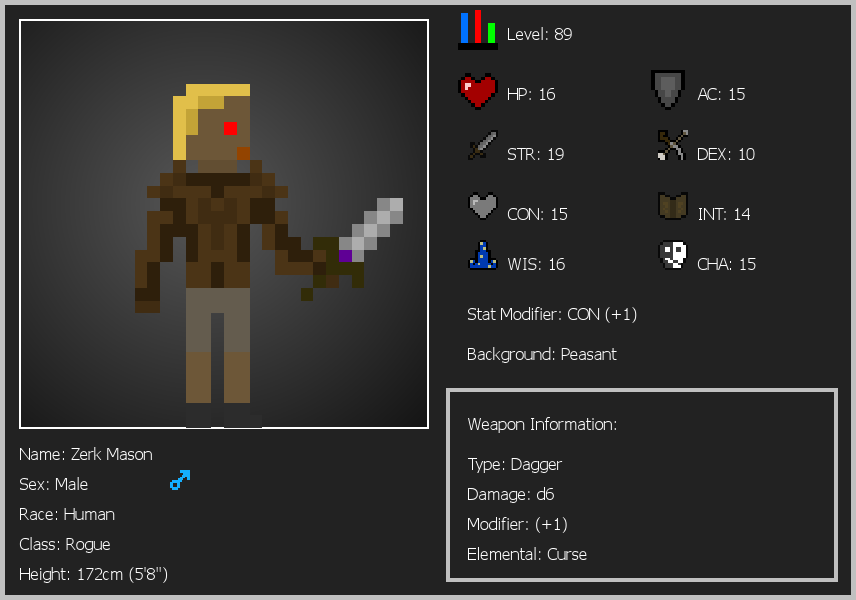 Level: 89
HP: 16
AC: 15
STR: 19
DEX: 10
CON: 15
INT: 14
WIS: 16
CHA: 15
Stat Modifier: CON (+1)
Background: Peasant
Weapon Information:
Type: Dagger
Damage: d6
Modifier: (+1)
Elemental: Curse
Name: Zerk Mason
Sex: Male
Race: Human
Class: Rogue
Height: 172cm (5'8")